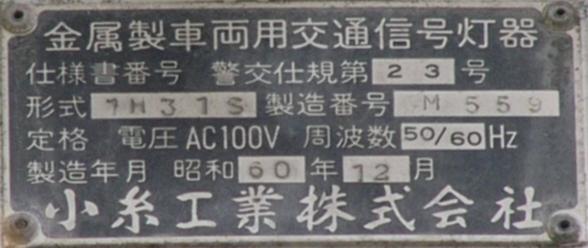 金属製車両用交通信号灯器
仕様書番号 警交仕規第23号
形式 1H31S 製造番号 M 559
定格 電圧AC100V 周波数50/60Hz
製造年月 昭和60年12月
小糸工業株式会社